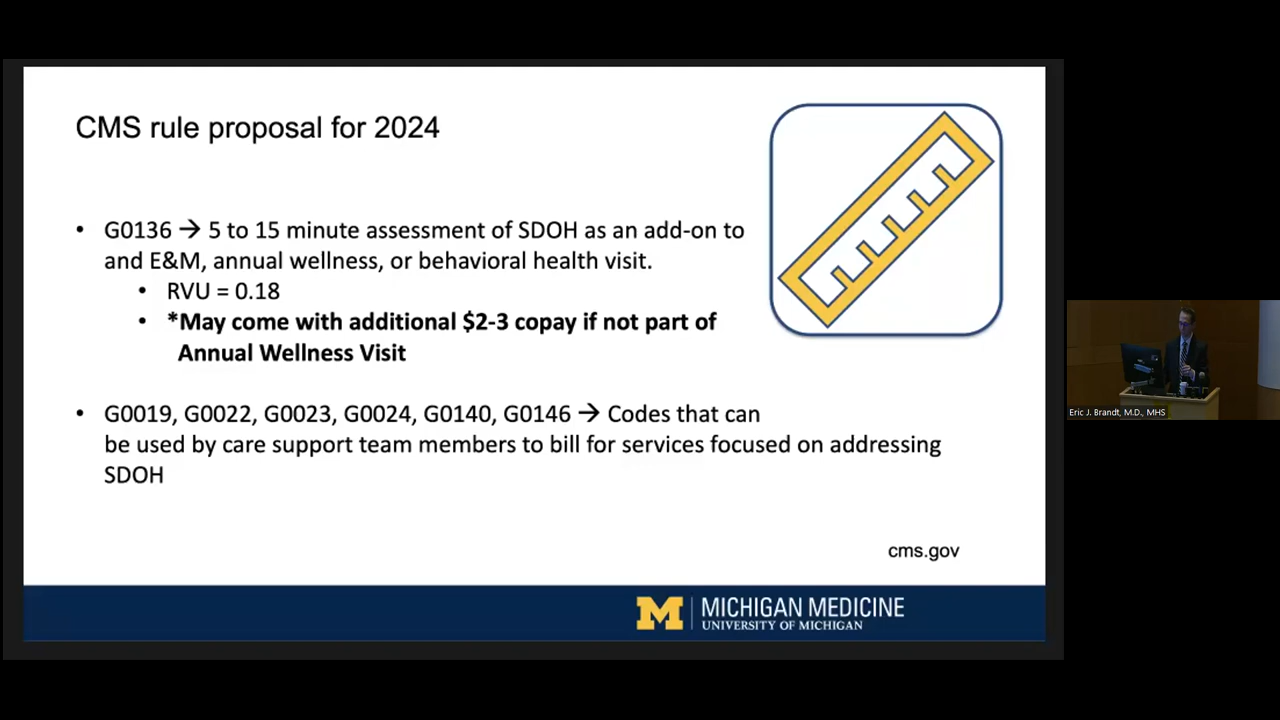 CMS rule proposal for 2024
• G0136 → 5 to 15 minute assessment of SDOH as an add-on to
and E&M, annual wellness, or behavioral health visit.
• RVU = 0.18
• *May come with additional $2-3 copay if not part of
Annual Wellness Visit
• G0019, G0022, G0023, G0024, G0140, G0146 → Codes that can
be used by care support team members to bill for services focused on addressing
SDOH
cms.gov
M MICHIGAN MEDICINE
UNIVERSITY OF MICHIGAN
Eric J. Brandt, M.D., MHS